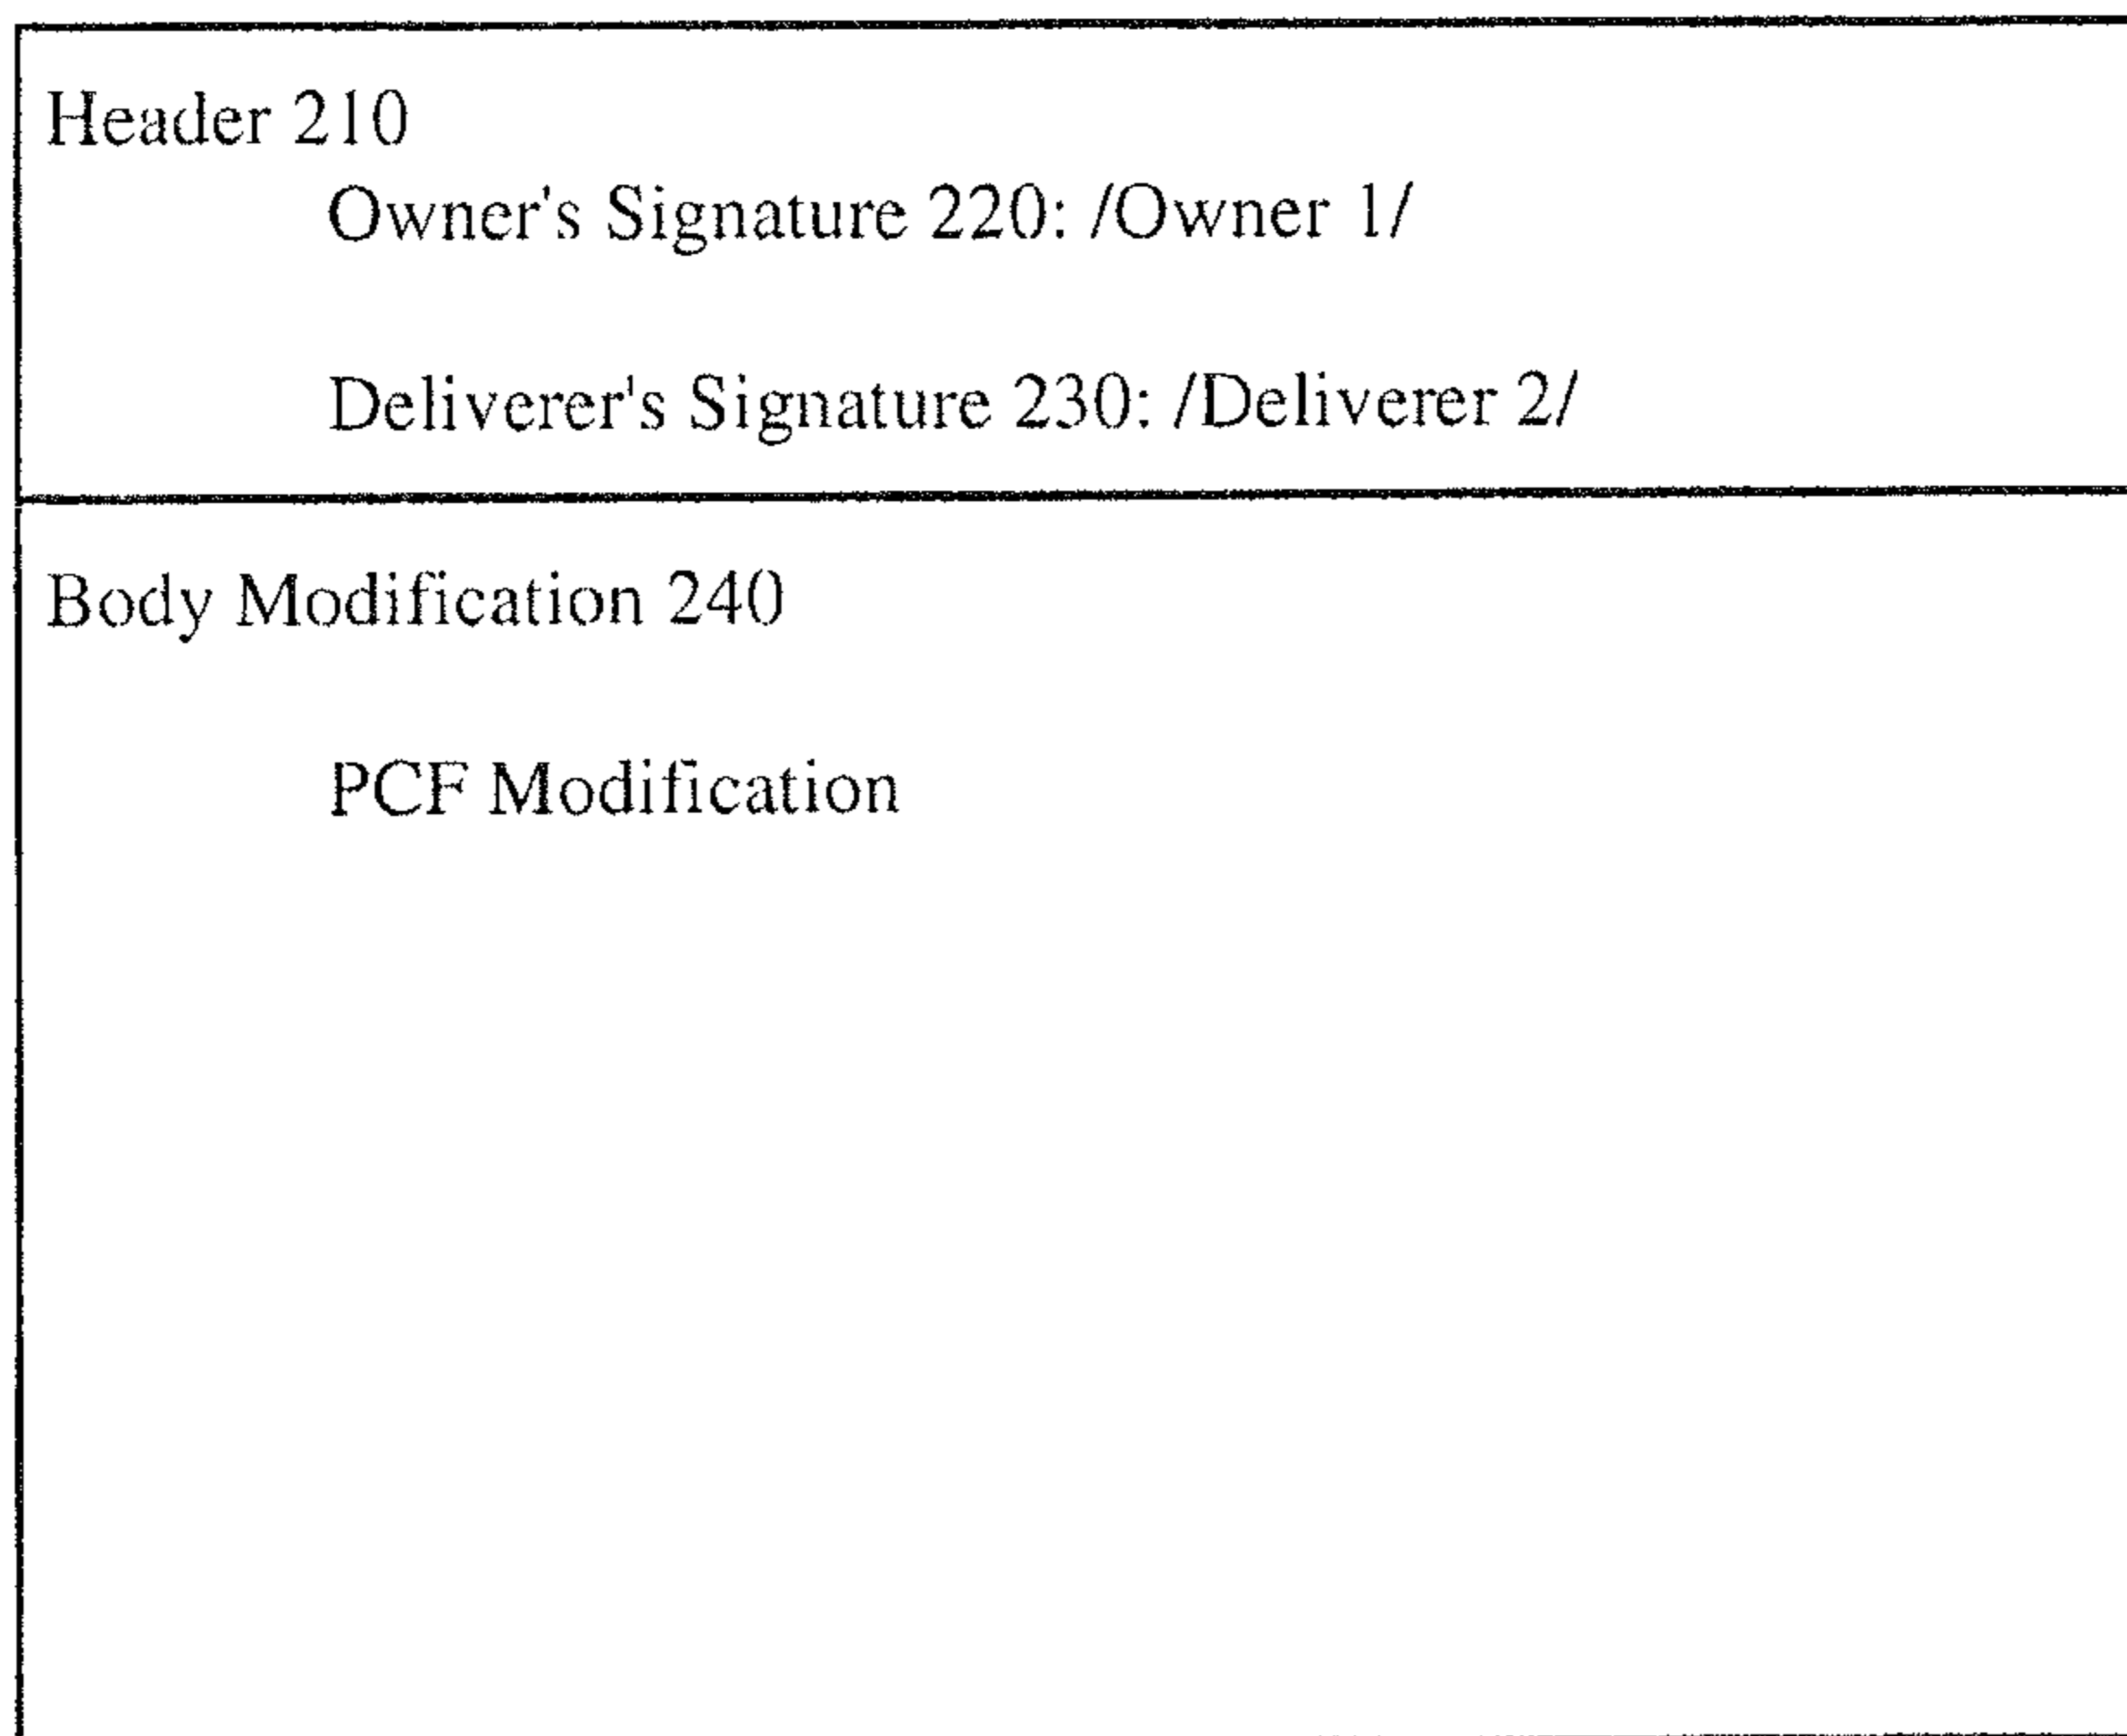 Header 210
Owner's Signature 220: /Owner 1/
Deliverer's Signature 230: /Deliverer 2/
Body Modification 240
PCF Modification